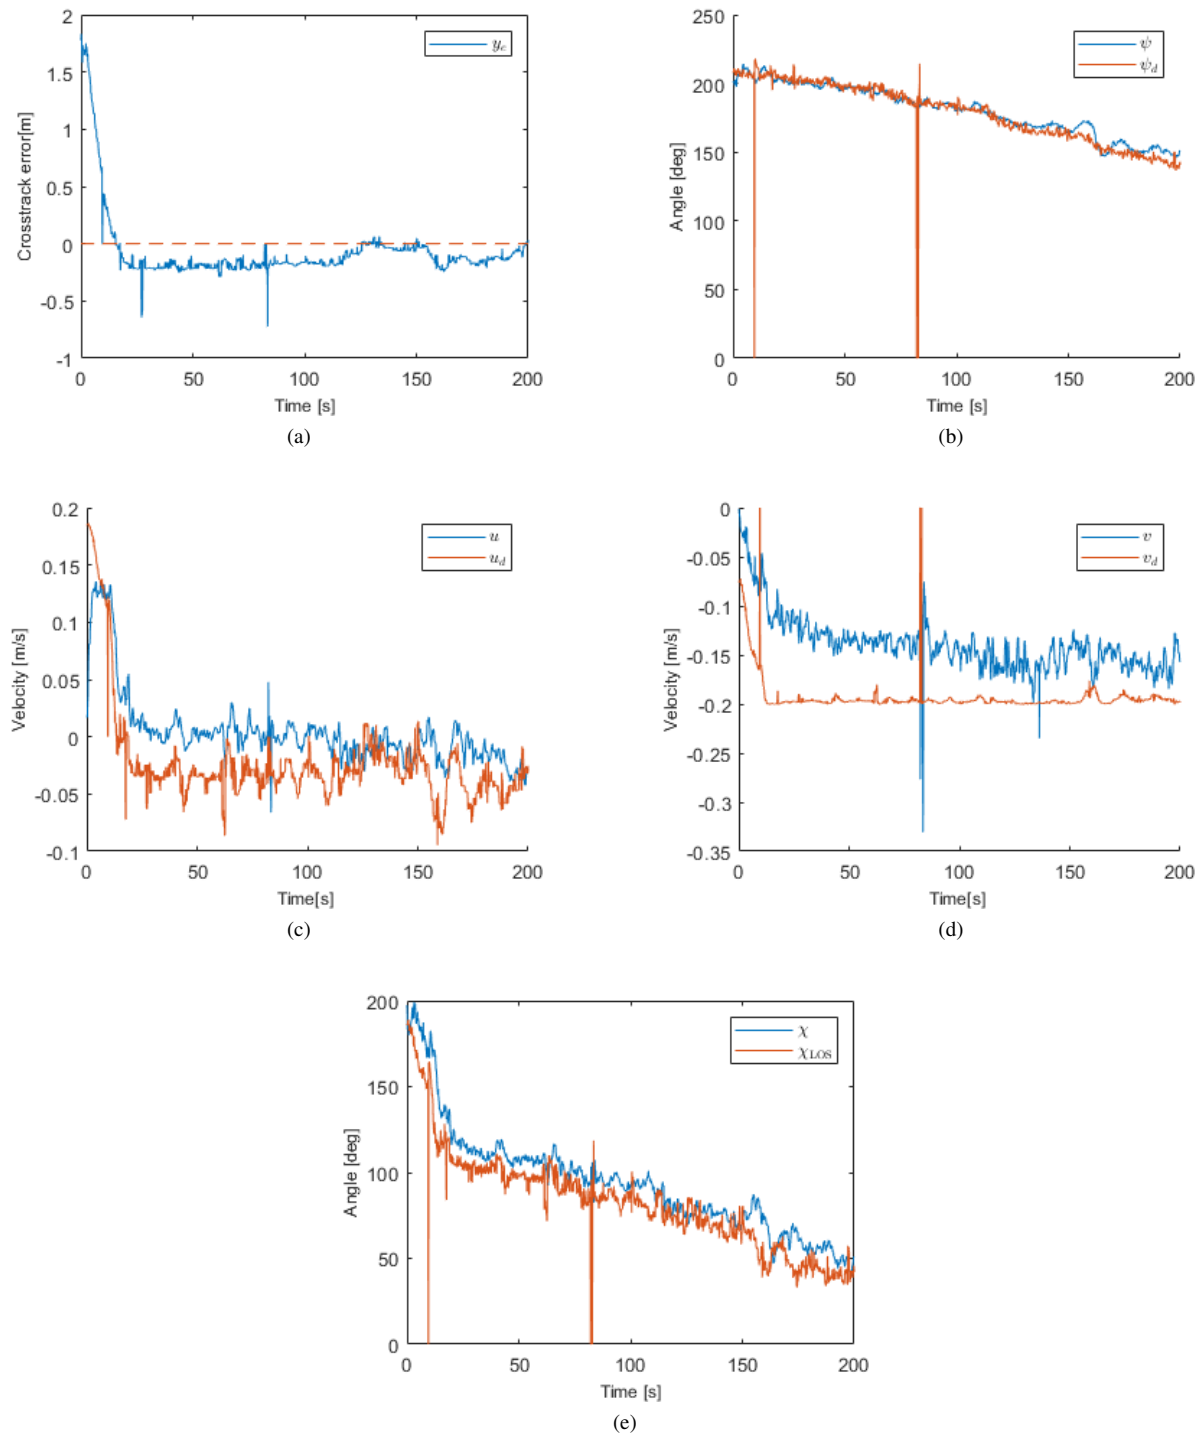 2
1.5
1
0.5
0
-0.5
-1
Crosstrack error[m]
y_e
0 50 100 150 200
Time [s]
(a)
250
200
150
100
50
0
Angle [deg]
ψ
ψ_d
0 50 100 150 200
Time [s]
(b)
0.2
0.15
0.1
0.05
0
-0.05
-0.1
Velocity [m/s]
u
u_d
0 50 100 150 200
Time[s]
(c)
0
-0.05
-0.1
-0.15
-0.2
-0.25
-0.3
-0.35
Velocity [m/s]
v
v_d
0 50 100 150 200
Time[s]
(d)
200
150
100
50
0
Angle [deg]
χ
χ_LOS
0 50 100 150 200
Time [s]
(e)